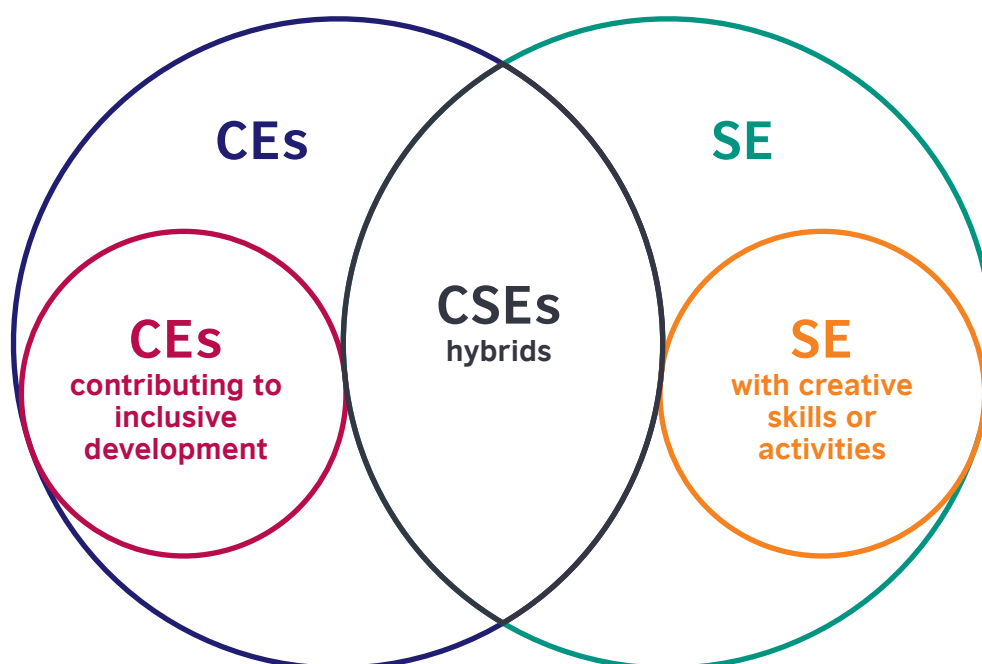 CEs
SE
CSEs
hybrids
CEs
contributing to
inclusive
development
SE
with creative
skills or
activities